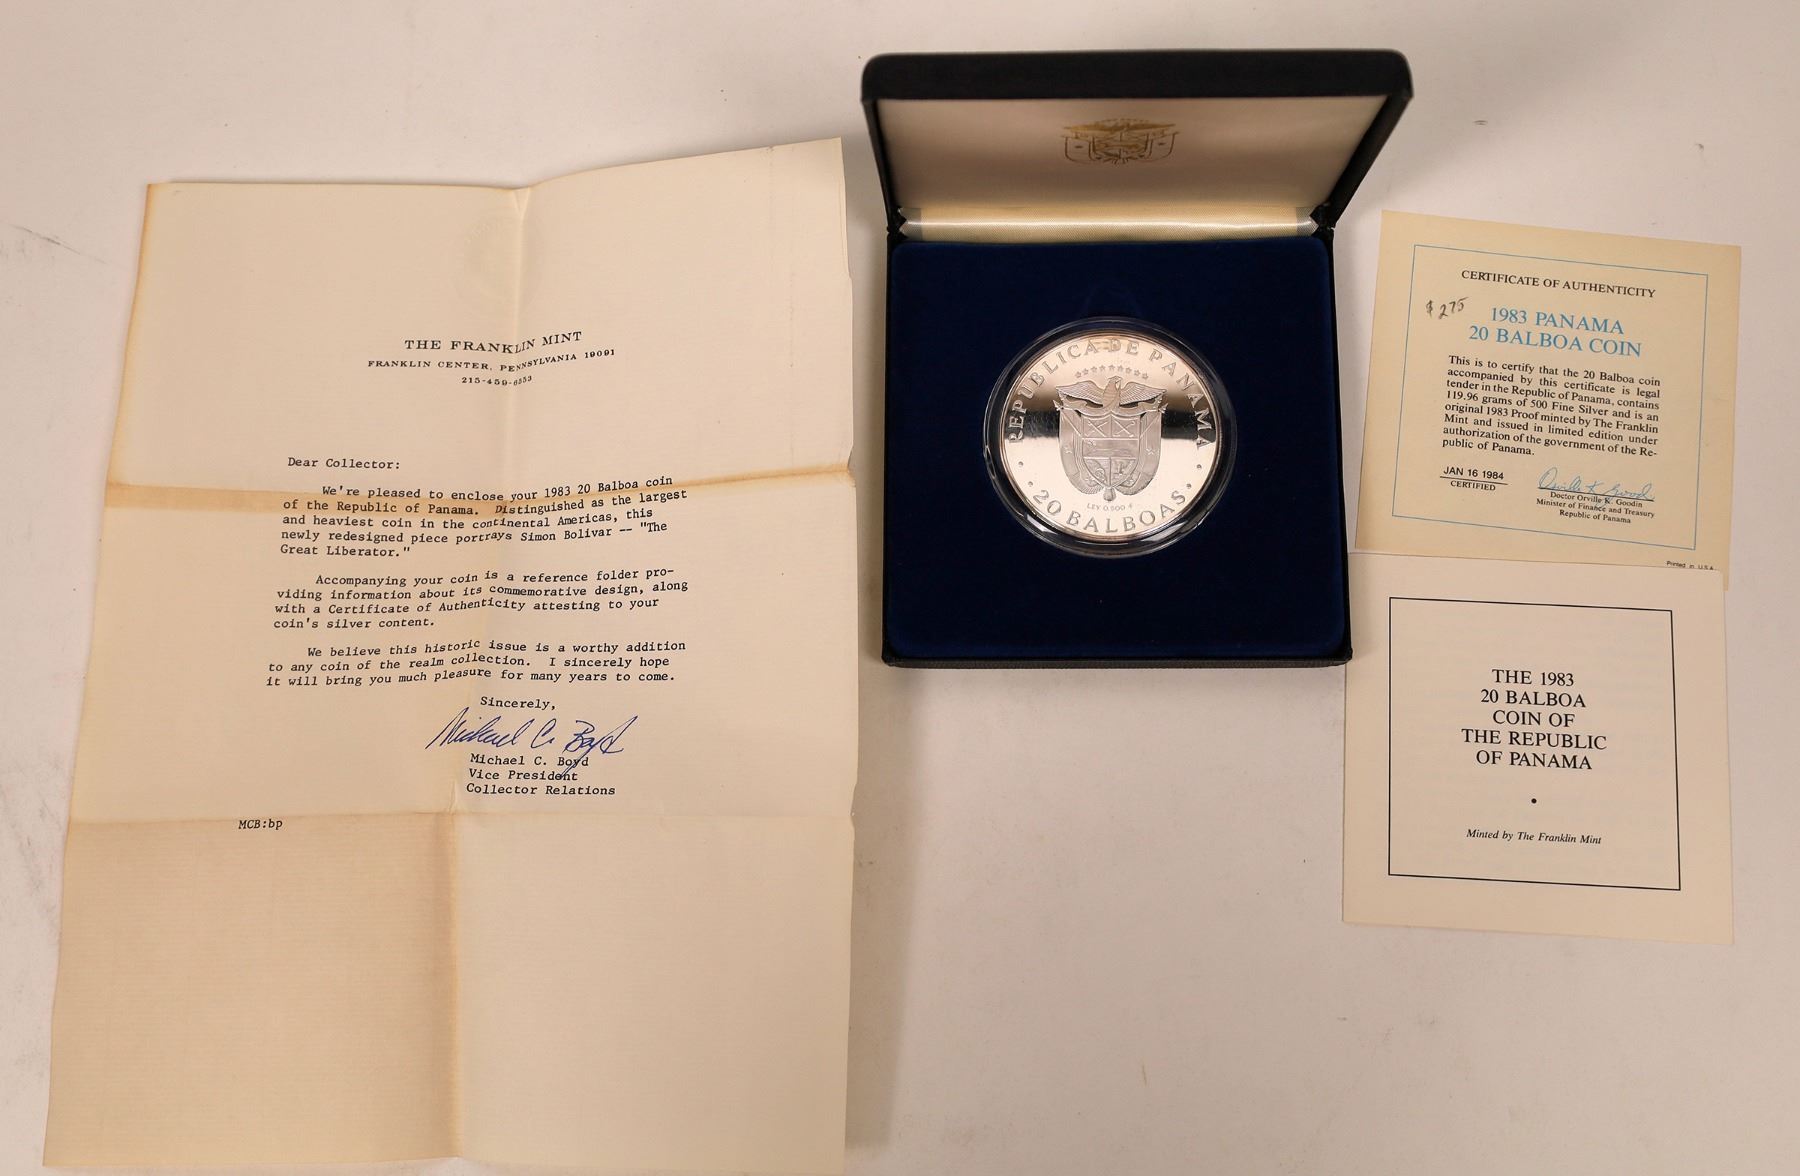 THE FRANKLIN MINT
FRANKLIN CENTER, PENNSYLVANIA 19091
215-459-6553
Dear Collector:
We're pleased to enclose your 1983 20 Balboa coin
of the Republic of Panama. Distinguished as the largest
and heaviest coin in the continental Americas, this
newly redesigned piece portrays Simon Bolivar -- "The
Great Liberator."
Accompanying your coin is a reference folder pro-
viding information about its commemorative design, along
with a Certificate of Authenticity attesting to your
coin's silver content.
We believe this historic issue is a worthy addition
to any coin of the realm collection. I sincerely hope
it will bring you much pleasure for many years to come.
Sincerely,
Michael C. Boyd
Michael C. Boyd
Vice President
Collector Relations
MCB:bp
REPUBLICA DE PANAMA
LEY 0.500
20 BALBOAS
CERTIFICATE OF AUTHENTICITY
$275
1983 PANAMA
20 BALBOA COIN
This is to certify that the 20 Balboa coin
accompanied by this certificate is legal
tender in the Republic of Panama, contains
119.96 grams of 500 Fine Silver and is an
original 1983 Proof minted by The Franklin
Mint and issued in limited edition under
authorization of the government of the Re-
public of Panama.
JAN 16 1984
CERTIFIED
Orville K. Goodin
Doctor Orville K. Goodin
Minister of Finance and Treasury
Republic of Panama
Printed in U.S.A.
THE 1983
20 BALBOA
COIN OF
THE REPUBLIC
OF PANAMA
•
Minted by The Franklin Mint